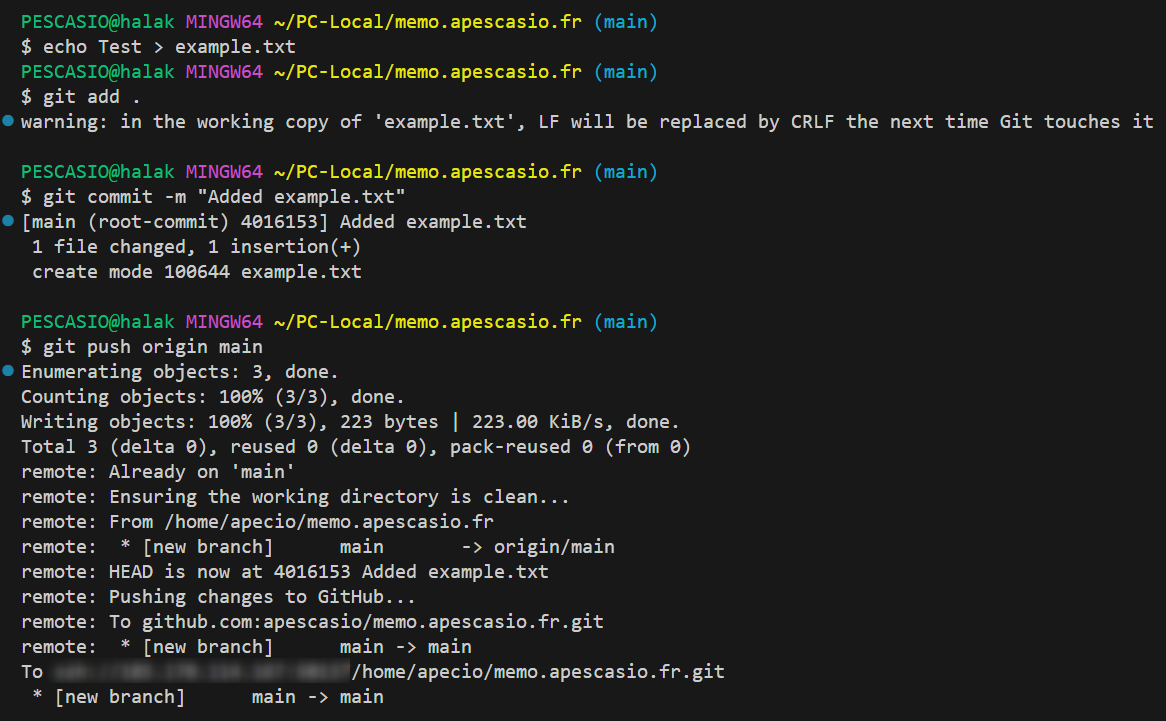 PESCASIO@halak MINGW64 ~/PC-Local/memo.apescasio.fr (main)
$ echo Test > example.txt
PESCASIO@halak MINGW64 ~/PC-Local/memo.apescasio.fr (main)
$ git add .
warning: in the working copy of 'example.txt', LF will be replaced by CRLF the next time Git touches it
PESCASIO@halak MINGW64 ~/PC-Local/memo.apescasio.fr (main)
$ git commit -m "Added example.txt"
[main (root-commit) 4016153] Added example.txt
 1 file changed, 1 insertion(+)
 create mode 100644 example.txt
PESCASIO@halak MINGW64 ~/PC-Local/memo.apescasio.fr (main)
$ git push origin main
Enumerating objects: 3, done.
Counting objects: 100% (3/3), done.
Writing objects: 100% (3/3), 223 bytes | 223.00 KiB/s, done.
Total 3 (delta 0), reused 0 (delta 0), pack-reused 0 (from 0)
remote: Already on 'main'
remote: Ensuring the working directory is clean...
remote: From /home/apecio/memo.apescasio.fr
remote:  * [new branch]      main       -> origin/main
remote: HEAD is now at 4016153 Added example.txt
remote: Pushing changes to GitHub...
remote: To github.com:apescasio/memo.apescasio.fr.git
remote:  * [new branch]      main -> main
To /home/apecio/memo.apescasio.fr.git
 * [new branch]      main -> main